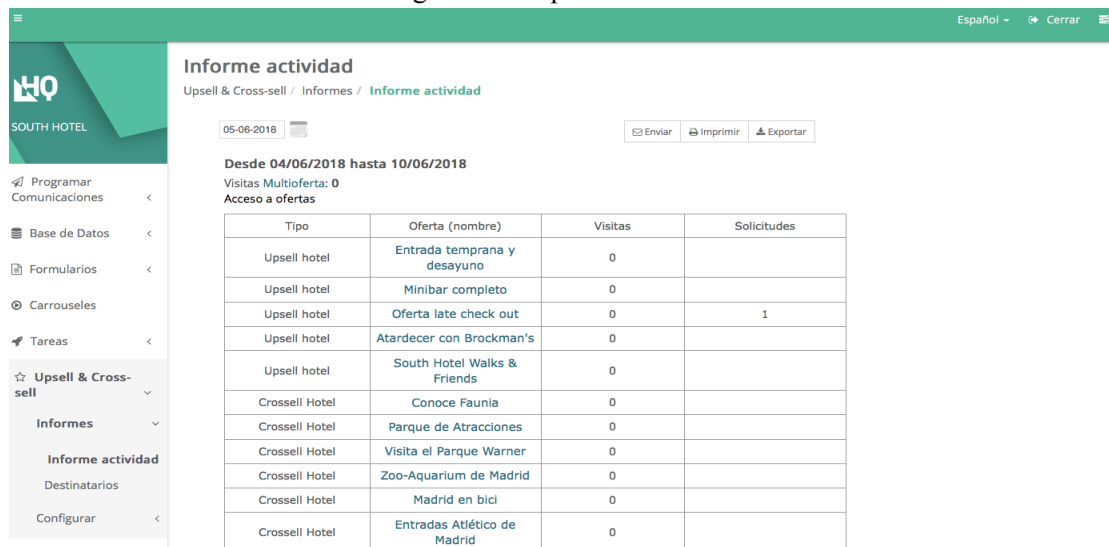 Español
Cerrar
HQ
SOUTH HOTEL
Programar
Comunicaciones
Base de Datos
Formularios
Carrouseles
Tareas
Upsell & Cross-
sell
Informes
Informe actividad
Destinatarios
Configurar
Informe actividad
Upsell & Cross-sell / Informes / Informe actividad
05-06-2018
Enviar Imprimir Exportar
Desde 04/06/2018 hasta 10/06/2018
Visitas Multioferta: 0
Acceso a ofertas
Tipo Oferta (nombre) Visitas Solicitudes
Upsell hotel Entrada temprana y desayuno 0
Upsell hotel Minibar completo 0
Upsell hotel Oferta late check out 0 1
Upsell hotel Atardecer con Brockman's 0
Upsell hotel South Hotel Walks & Friends 0
Crossell Hotel Conoce Faunia 0
Crossell Hotel Parque de Atracciones 0
Crossell Hotel Visita el Parque Warner 0
Crossell Hotel Zoo-Aquarium de Madrid 0
Crossell Hotel Madrid en bici 0
Crossell Hotel Entradas Atlético de Madrid 0